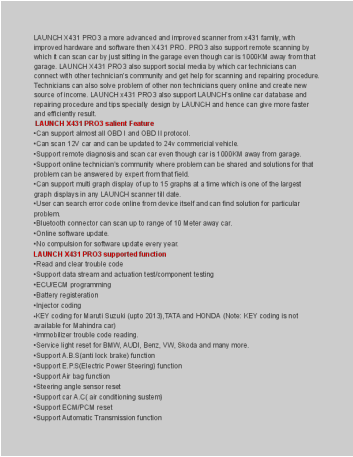 LAUNCH X431 PRO3 a more advanced and improved scanner from x431 family, with
improved hardware and software then X431 PRO. PRO3 also support remote scanning by
which it can scan car by just sitting in the garage even though car is 1000KM away from that
garage. LAUNCH X431 PRO3 also support social media by which car technicians can
connect with other technician's community and get help for scanning and repairing procedure.
Technicians can also solve problem of other non technicians query online and create new
source of income. LAUNCH x431 PRO3 also support LAUNCH's online car database and
repairing procedure and tips specially design by LAUNCH and hence can give more faster
and efficiently result.
LAUNCH X431 PRO3 salient Feature
•Can support almost all OBD I and OBD II protocol.
•Can scan 12V car and can be updated to 24v commericial vehicle.
•Support remote diagnosis and scan car even though car is 1000KM away from garage.
•Support online technician's community where problem can be shared and solutions for that
problem can be answered by expert from that field.
•Can support multi graph display of up to 15 graphs at a time which is one of the largest
graph displays in any LAUNCH scanner till date.
•User can search error code online from device itself and can find solution for particular
problem.
•Bluetooth connector can scan up to range of 10 Meter away car.
•Online software update.
•No compulsion for software update every year.
LAUNCH X431 PRO3 supported function
•Read and clear trouble code
•Support data stream and actuation test/component testing
•ECU/ECM programming
•Battery registeration
•Injector coding
•KEY coding for Maruti Suzuki (upto 2013),TATA and HONDA (Note: KEY coding is not
available for Mahindra car)
•Immobilizer trouble code reading.
•Service light reset for BMW, AUDI, Benz, VW, Skoda and many more.
•Support A.B.S(anti lock brake) function
•Support E.P.S(Electric Power Steering) function
•Support Air bag function
•Steering angle sensor reset
•Support car A.C( air conditioning sustem)
•Support ECM/PCM reset
•Support Automatic Transmission function